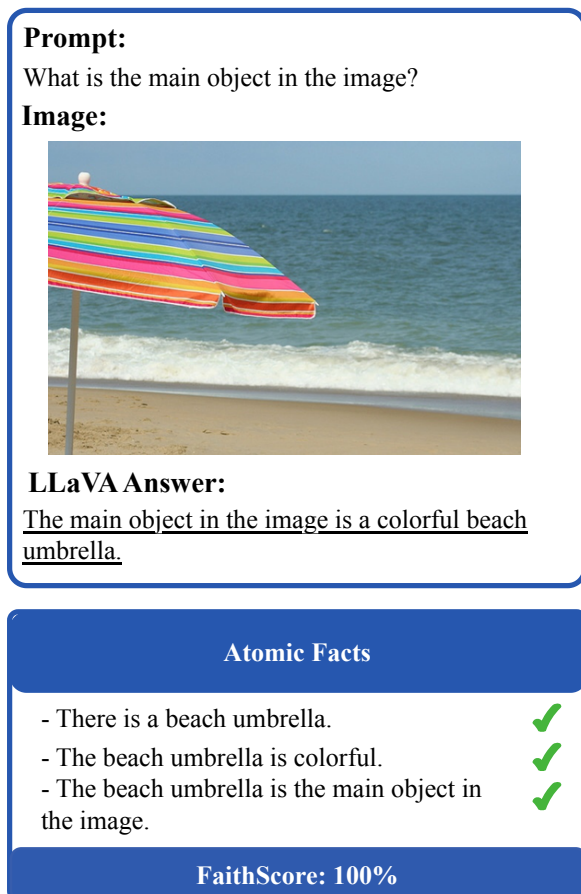 Prompt:
What is the main object in the image?
Image:
LLaVA Answer:
The main object in the image is a colorful beach
umbrella.
Atomic Facts
- There is a beach umbrella.
- The beach umbrella is colorful.
- The beach umbrella is the main object in
the image.
FaithScore: 100%